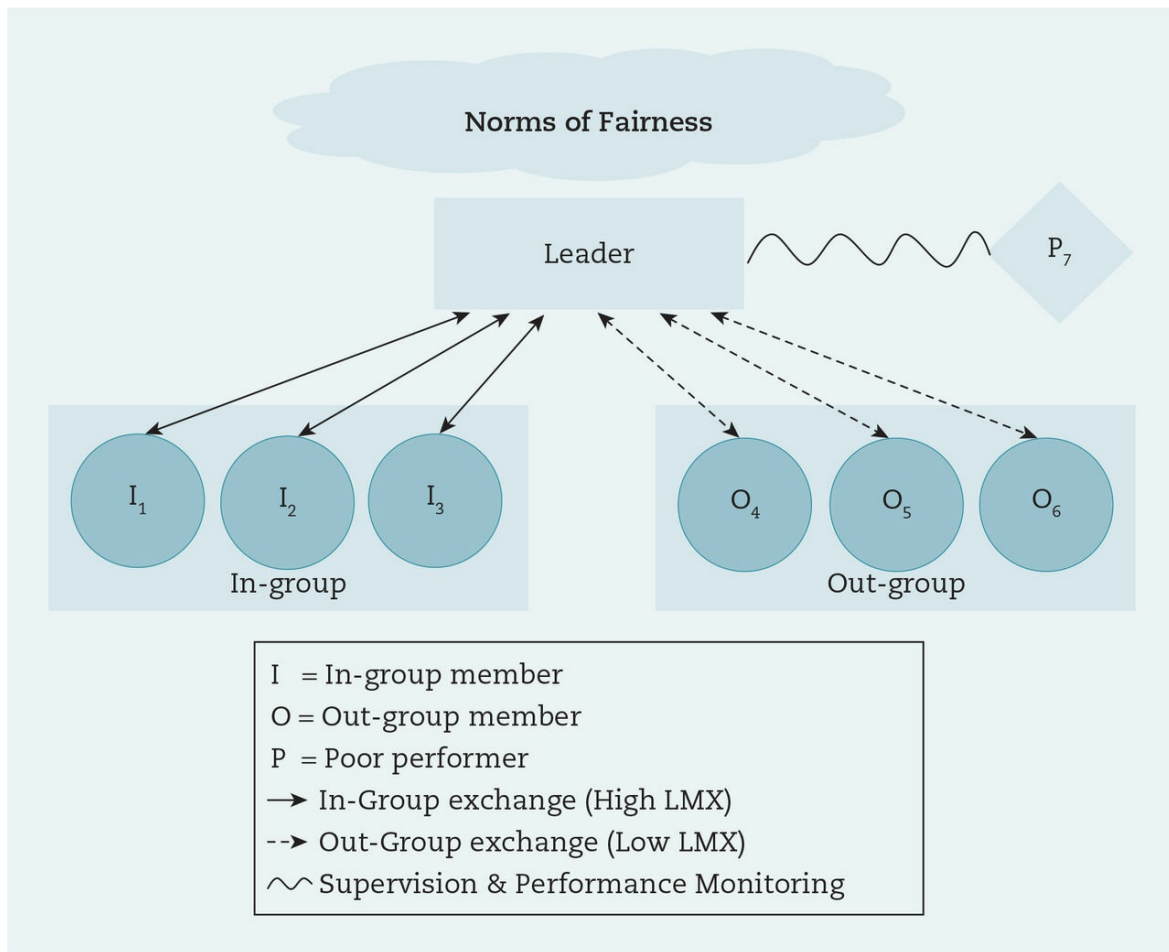 Norms of Fairness
Leader
P₇
I₁
I₂
I₃
O₄
O₅
O₆
In-group
Out-group
I = In-group member
O = Out-group member
P = Poor performer
In-Group exchange (High LMX)
Out-Group exchange (Low LMX)
Supervision & Performance Monitoring